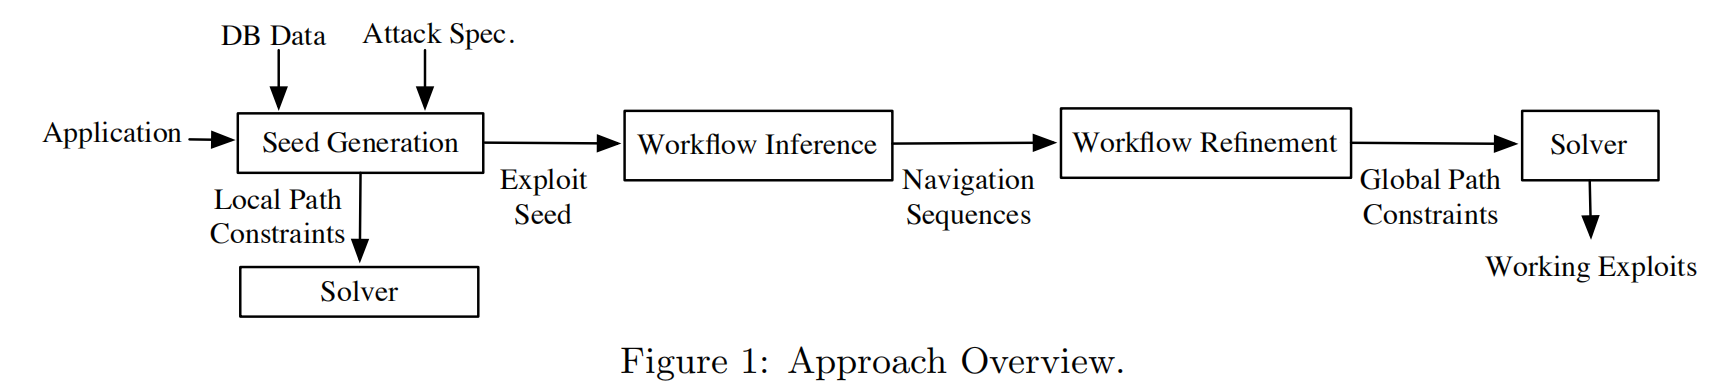 DB Data
Attack Spec.
Application
Seed Generation
Local Path
Constraints
Solver
Exploit
Seed
Workflow Inference
Navigation
Sequences
Workflow Refinement
Global Path
Constraints
Solver
Working Exploits
Figure 1: Approach Overview.